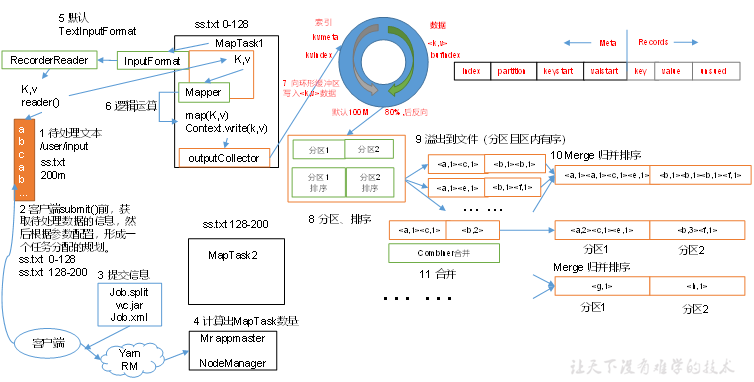 5 默认
TextInputFormat
RecorderReader
InputFormat
K,v
reader()
1 待处理文本
/user/input
ss.txt
200m
a
b
c
a
b
...
2 客户端submit()前，获
取待处理数据的信息，然
后根据参数配置，形成一
个任务分配的规划。
ss.txt 0-128
ss.txt 128-200
3 提交信息
Job.split
wc.jar
Job.xml
客户端
Yarn
RM
4 计算出MapTask数量
Mr appmaster
NodeManager
ss.txt 0-128
MapTask1
K,v
Mapper
6 逻辑运算
map(K,v)
Context.write(k,v)
outputCollector
ss.txt 128-200
MapTask2
索引
kvmeta
kvindex
数据
<k,v>
bufindex
7 向环形缓冲区
写入<k,v>数据
默认100M
80%,后反向
Meta
Records
index
partition
keystart
valstart
key
value
unsued
分区1
分区2
分区1
排序
分区2
排序
8 分区、排序
9 溢出到文件（分区且区内有序）
<a,1><c,1>
<b,1><b,1>
<a,1><e,1>
<b,1><f,1>
... ...
10 Merge 归并排序
<a,1><a,1><c,1><e,1>
<b,1><b,1><b,1><f,1>
<a,1><c,1>
<b,2>
Combiner合并
11 合并
<a,2><c,1><e,1>
<b,3><f,1>
分区1
分区2
... ...
Merge 归并排序
<g,1>
<h,1>
分区1
分区2
让天下没有难学的技术